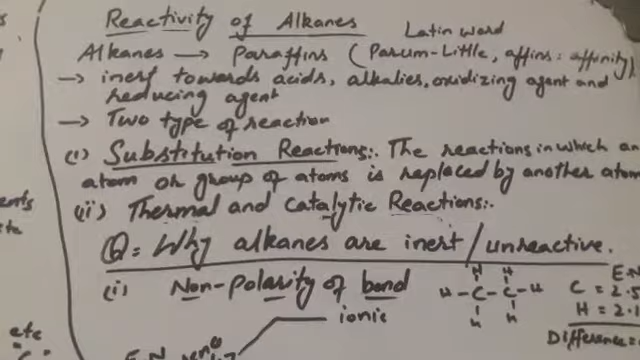 Reactivity of Alkanes
Latin word
Alkanes → Paraffins (Parum-Little, affins: affinity)
→ inert towards acids, alkalies, oxidizing agent and
reducing agent
→ Two type of reaction
(i) Substitution Reactions:. The reactions in which an
atom or group of atoms is replaced by another atom
(ii) Thermal and Catalytic Reactions:.
Q= Why alkanes are inert/unreactive.
(i) Non-Polarity of bond
H H
H-C-C-H
H H
E.N
C = 2.5
H = 2.1
Difference=
ionic
E.N
ents
etc
"C"